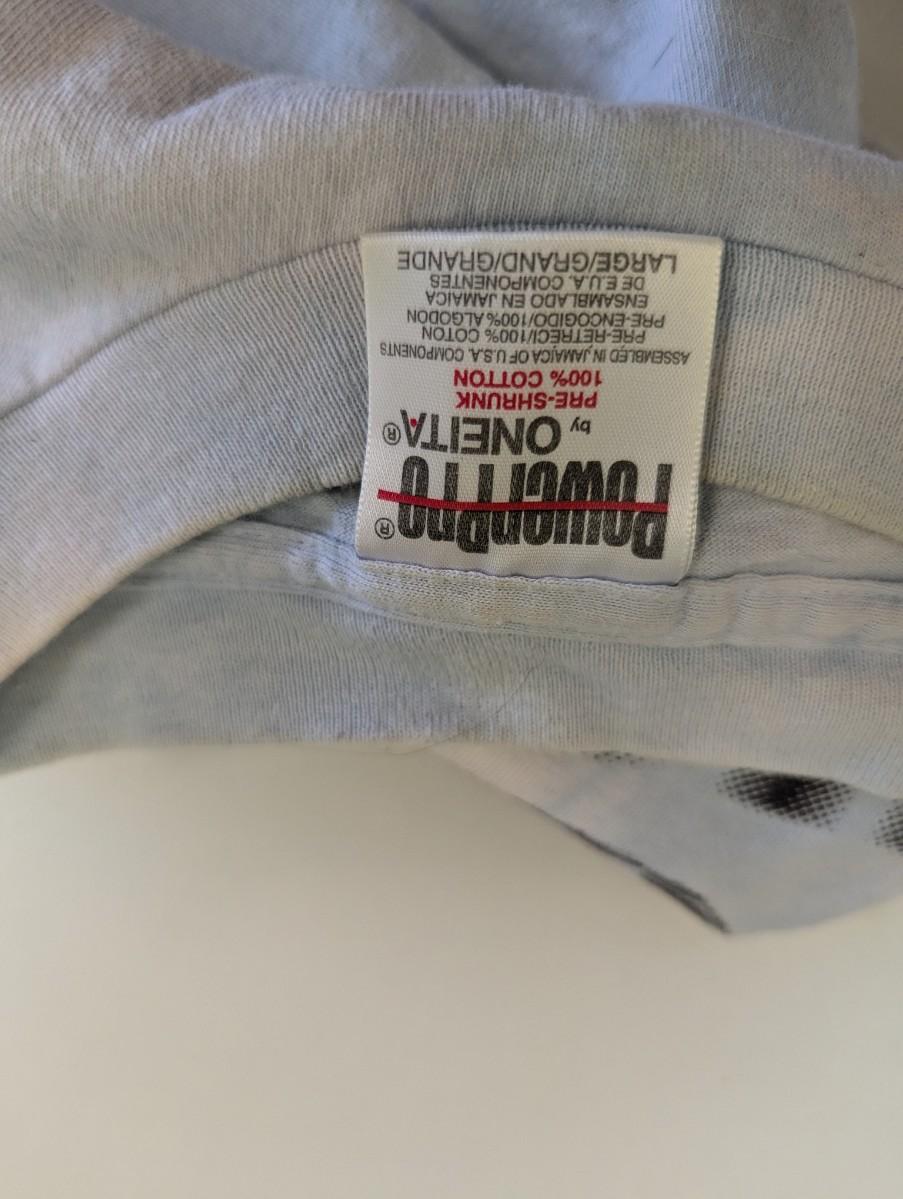 PowerPro®
by ONEITA®
PRE-SHRUNK
100% COTTON
ASSEMBLED IN JAMAICA OF U.S.A. COMPONENTS
PRE-RETRECI/100% COTON
PRE-ENCOGIDO/100% ALGODON
ENSAMBLADO EN JAMAICA
DE E.U.A. COMPONENTES
LARGE/GRAND/GRANDE